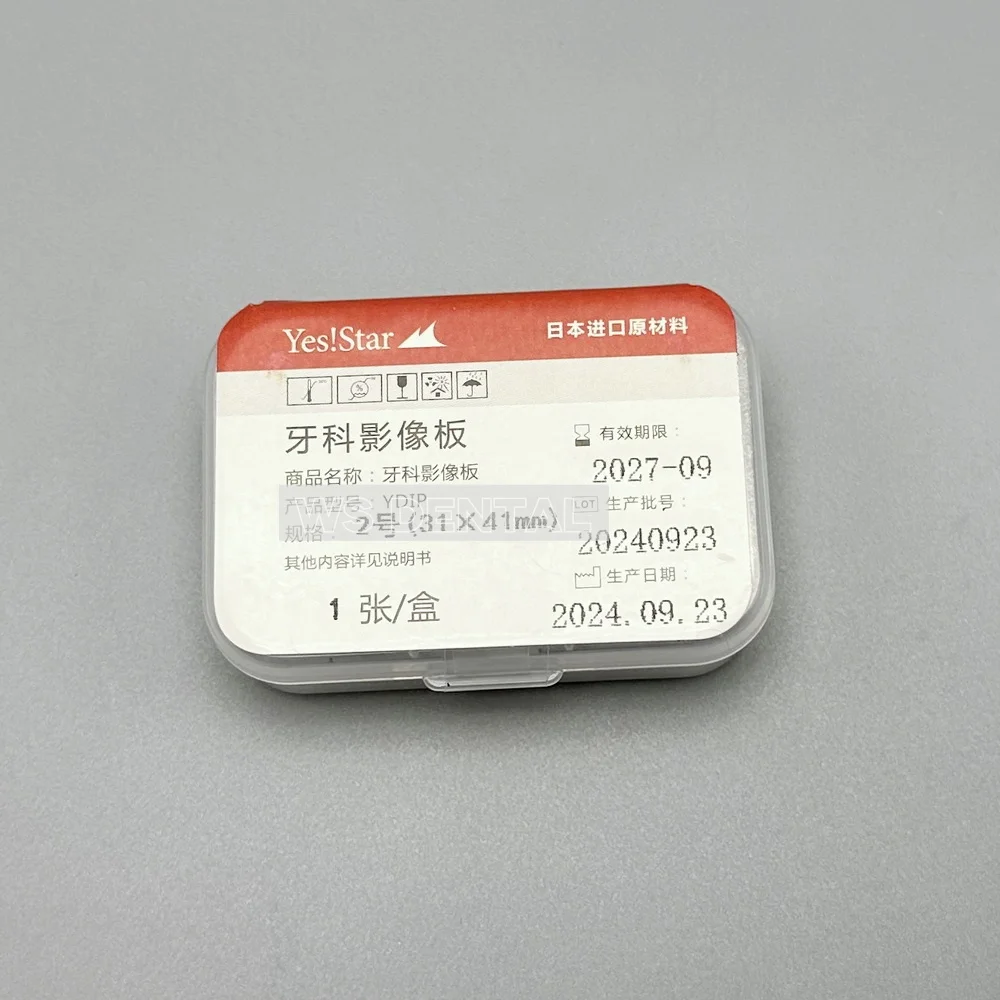 Yes!Star
日本进口原材料
牙科影像板
商品名称：牙科影像板
产品型号：YDIP
规格：2号(31×41mm)
其他内容详见说明书
1 张/盒
有效期限：
2027-09
LOT 生产批号：
20240923
生产日期：
2024.09.23
WS DENTAL